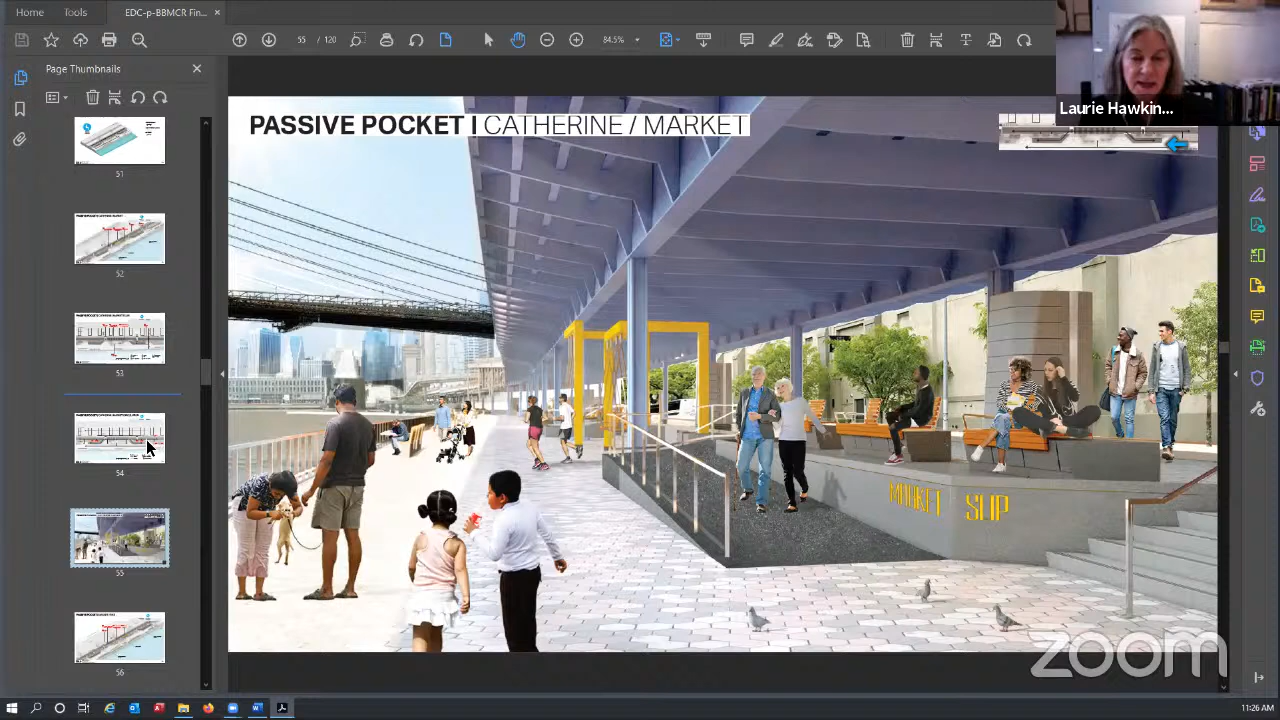 Home
Tools
EDC-p-BBMCR Fin...
55 / 120
84.5%
Page Thumbnails
Laurie Hawkin...
PASSIVE POCKET I CATHERINE / MARKET
51
52
53
54
55
56
MARKET SLIP
zoom
11:26 AM